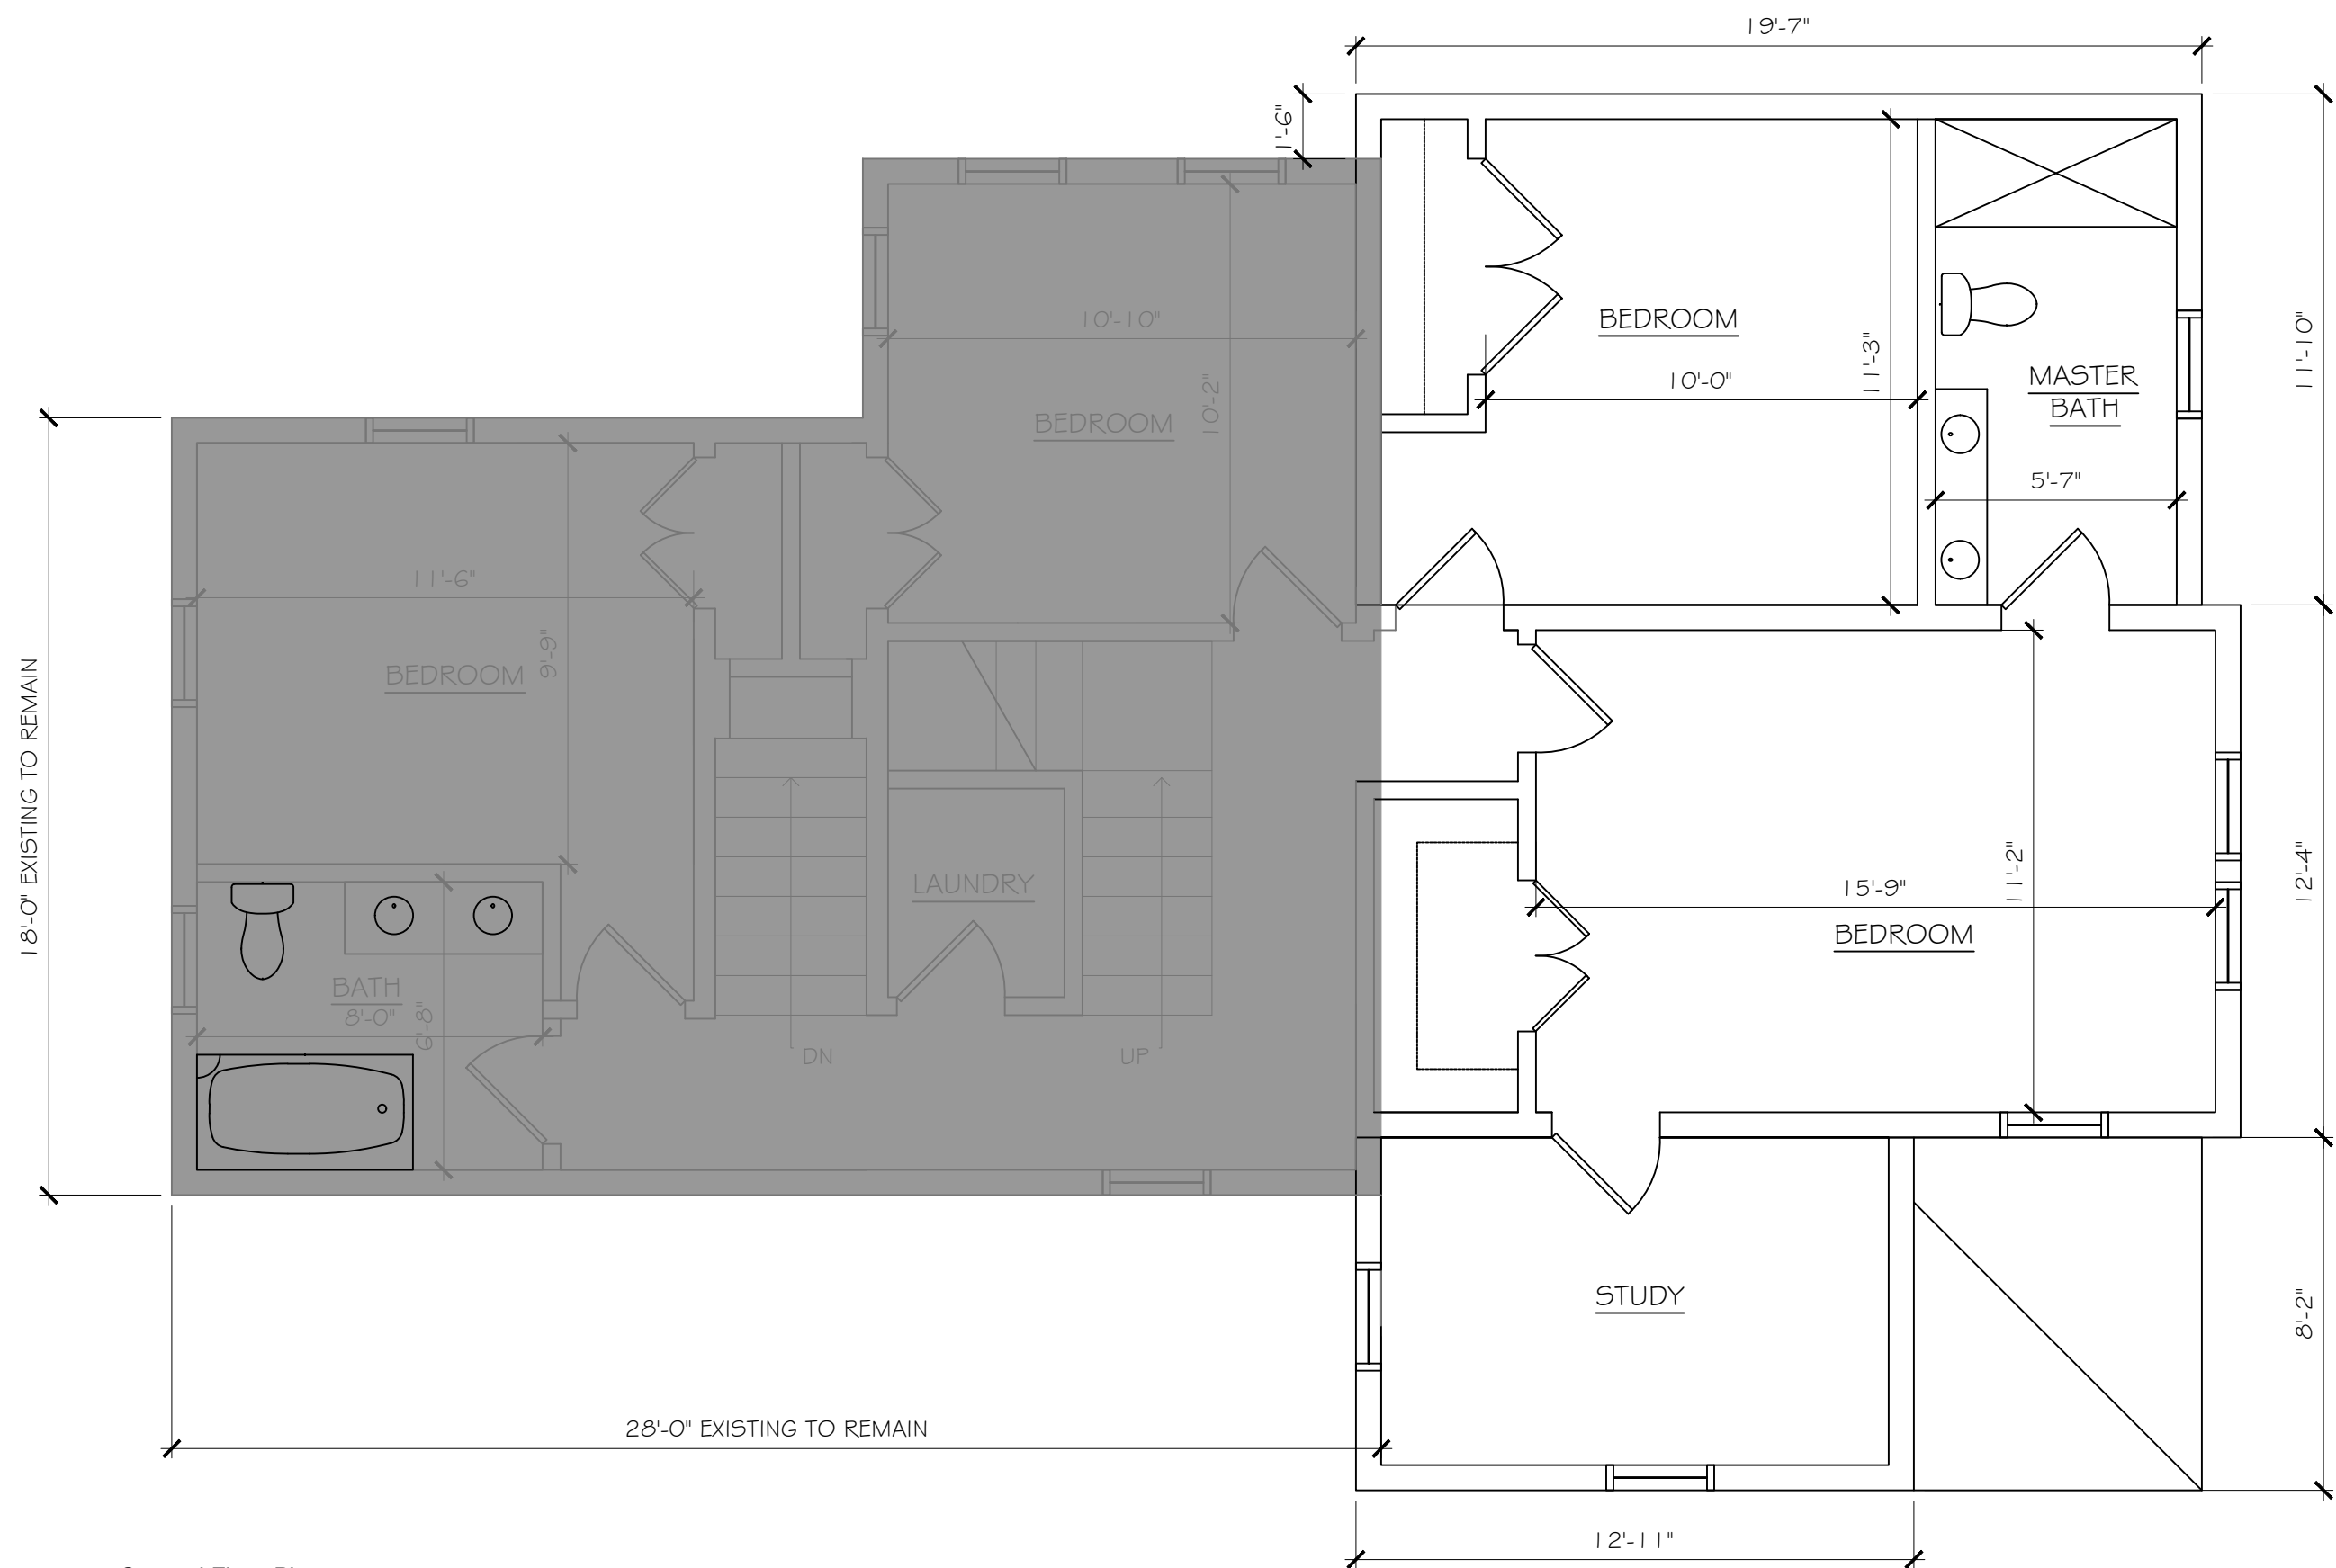 19'-7"
1'-6"
10'-10"
BEDROOM
10'-2"
BEDROOM
10'-0"
11'-3"
MASTER
BATH
5'-7"
11'-10"
18'-0" EXISTING TO REMAIN
11'-6"
BEDROOM
9'-9"
LAUNDRY
BATH
8'-0"
6'-8"
DN
UP
15'-9"
BEDROOM
11'-2"
12'-4"
STUDY
8'-2"
28'-0" EXISTING TO REMAIN
12'-11"